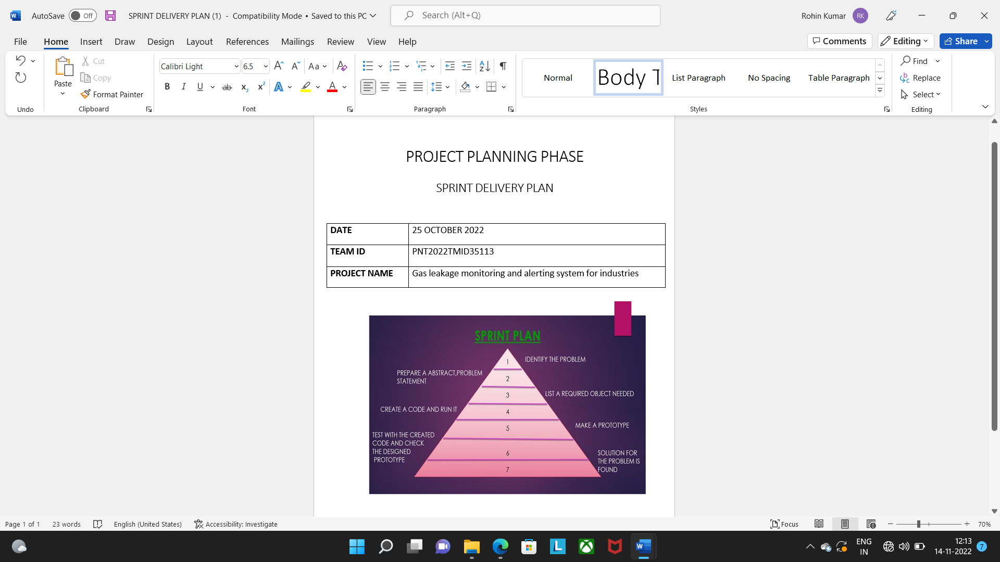 AutoSave Off SPRINT DELIVERY PLAN (1) - Compatibility Mode • Saved to this PC Search (Alt+Q) Rohin Kumar RK
File Home Insert Draw Design Layout References Mailings Review View Help Comments Editing Share
Paste
Cut
Copy
Format Painter
Calibri Light 6.5
Normal Body T List Paragraph No Spacing Table Paragraph
Find
Replace
Select
Undo Clipboard Font Paragraph Styles Editing
PROJECT PLANNING PHASE
SPRINT DELIVERY PLAN
DATE 25 OCTOBER 2022
TEAM ID PNT2022TMID35113
PROJECT NAME Gas leakage monitoring and alerting system for industries
SPRINT PLAN
1 IDENTIFY THE PROBLEM
PREPARE A ABSTRACT,PROBLEM
STATEMENT
2
3 LIST A REQUIRED OBJECT NEEDED
CREATE A CODE AND RUN IT 4
5 MAKE A PROTOTYPE
TEST WITH THE CREATED
CODE AND CHECK
THE DESIGNED
PROTOTYPE
6 SOLUTION FOR
THE PROBLEM IS
FOUND
7
Page 1 of 1 23 words English (United States) Accessibility: Investigate Focus 70%
ENG
IN
12:13
14-11-2022
7